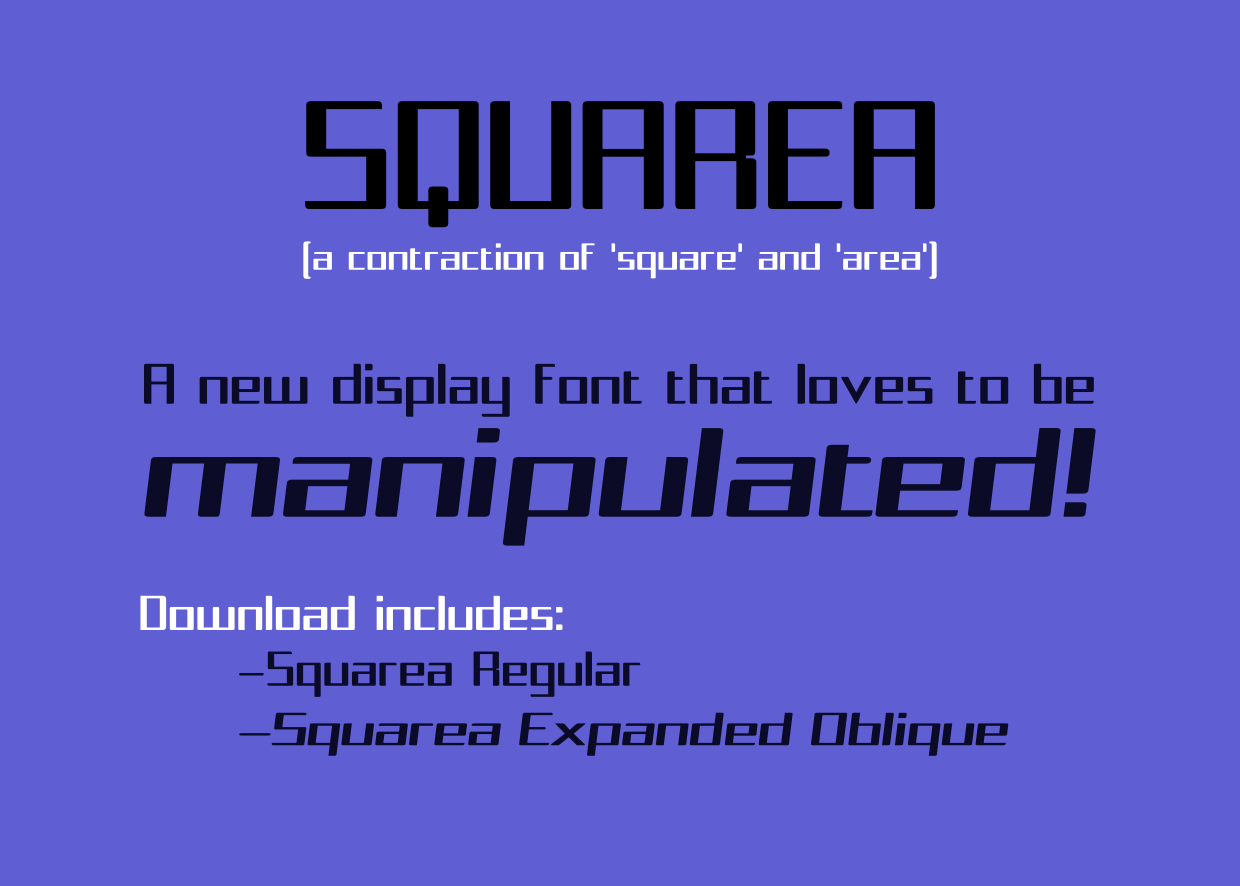 SQUAREA
(a contraction of 'square' and 'area')
A new display font that loves to be
manipulated!
Download includes:
-Squarea Regular
-Squarea Expanded Oblique